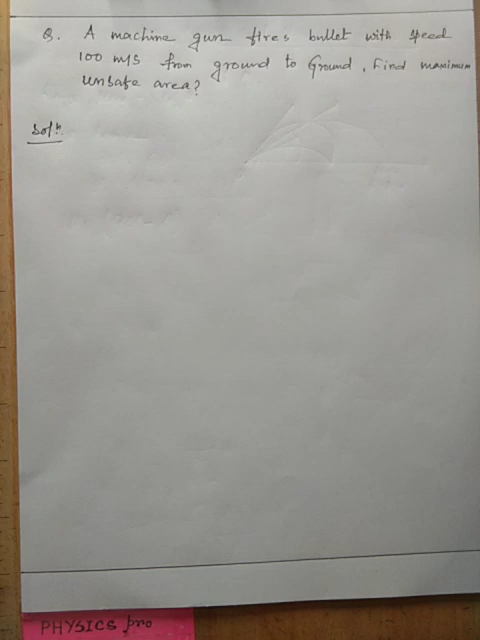 Q. A machine gun fires bullet with speed
100 m/s from ground to Ground, Find maximum
unsafe area?
Solⁿ.
PHYSICS pro